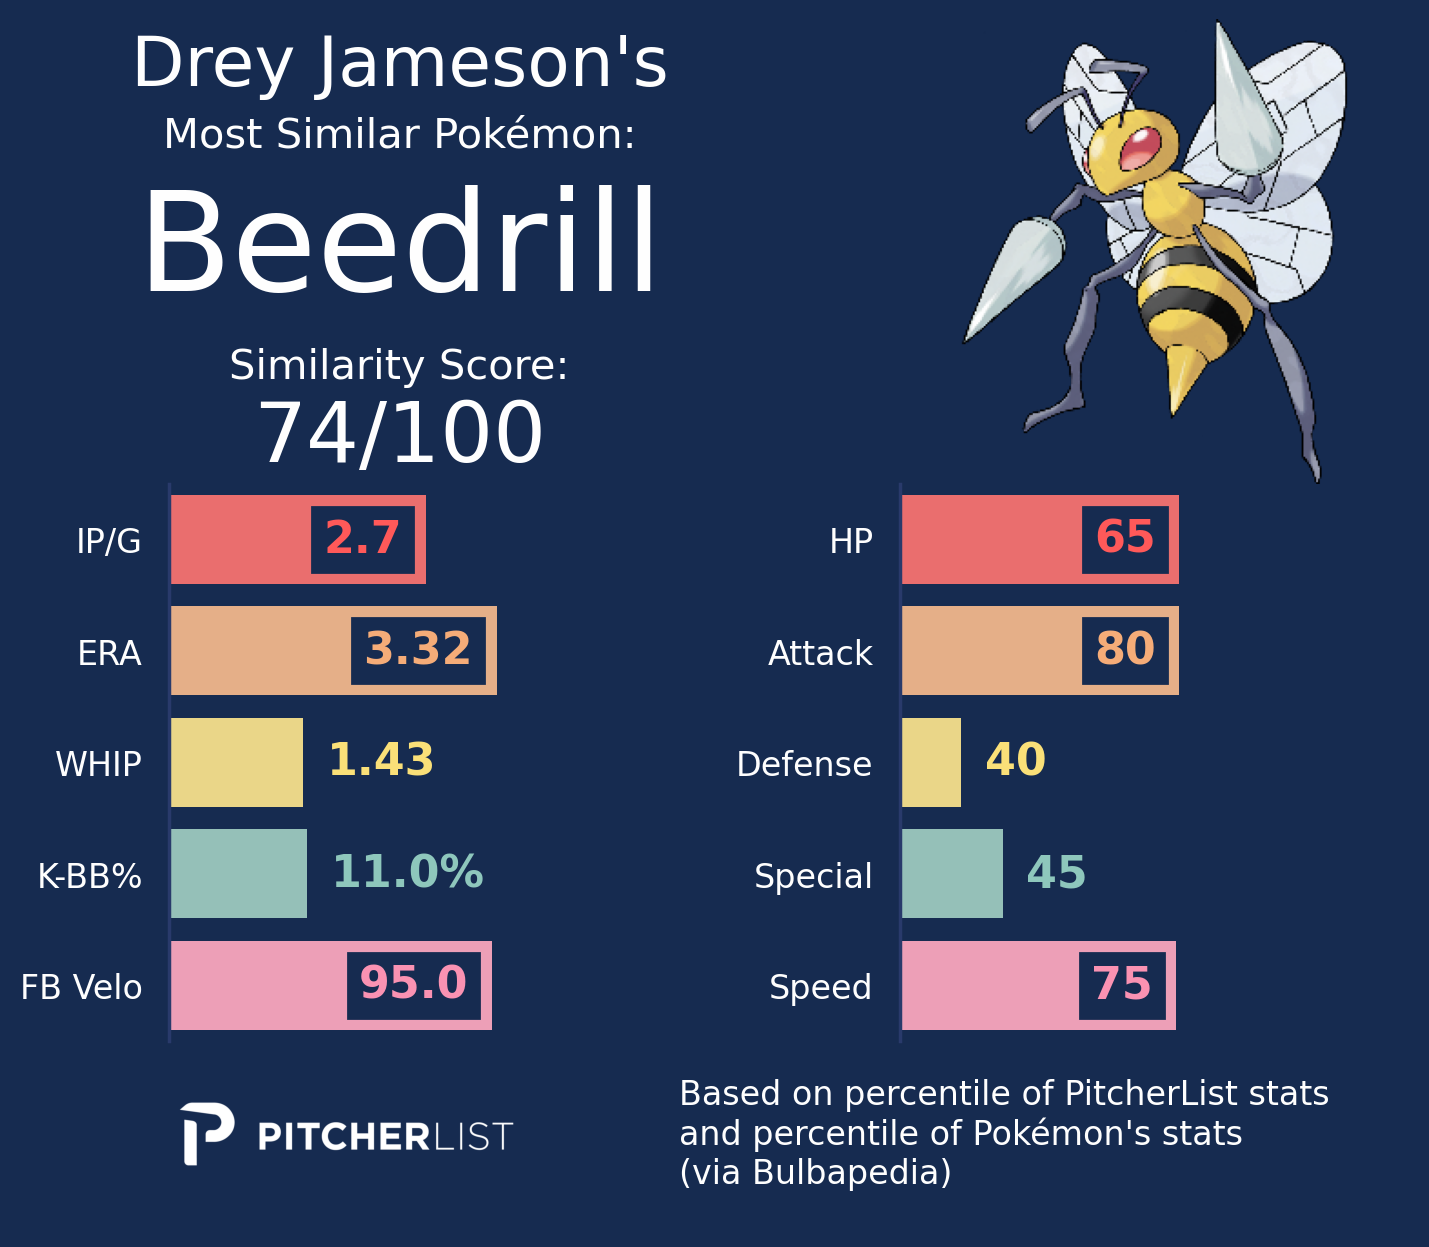 Drey Jameson's
Most Similar Pokémon:
Beedrill
Similarity Score:
74/100
IP/G 2.7
ERA 3.32
WHIP 1.43
K-BB% 11.0%
FB Velo 95.0
HP 65
Attack 80
Defense 40
Special 45
Speed 75
PITCHERLIST
Based on percentile of PitcherList stats
and percentile of Pokémon's stats
(via Bulbapedia)